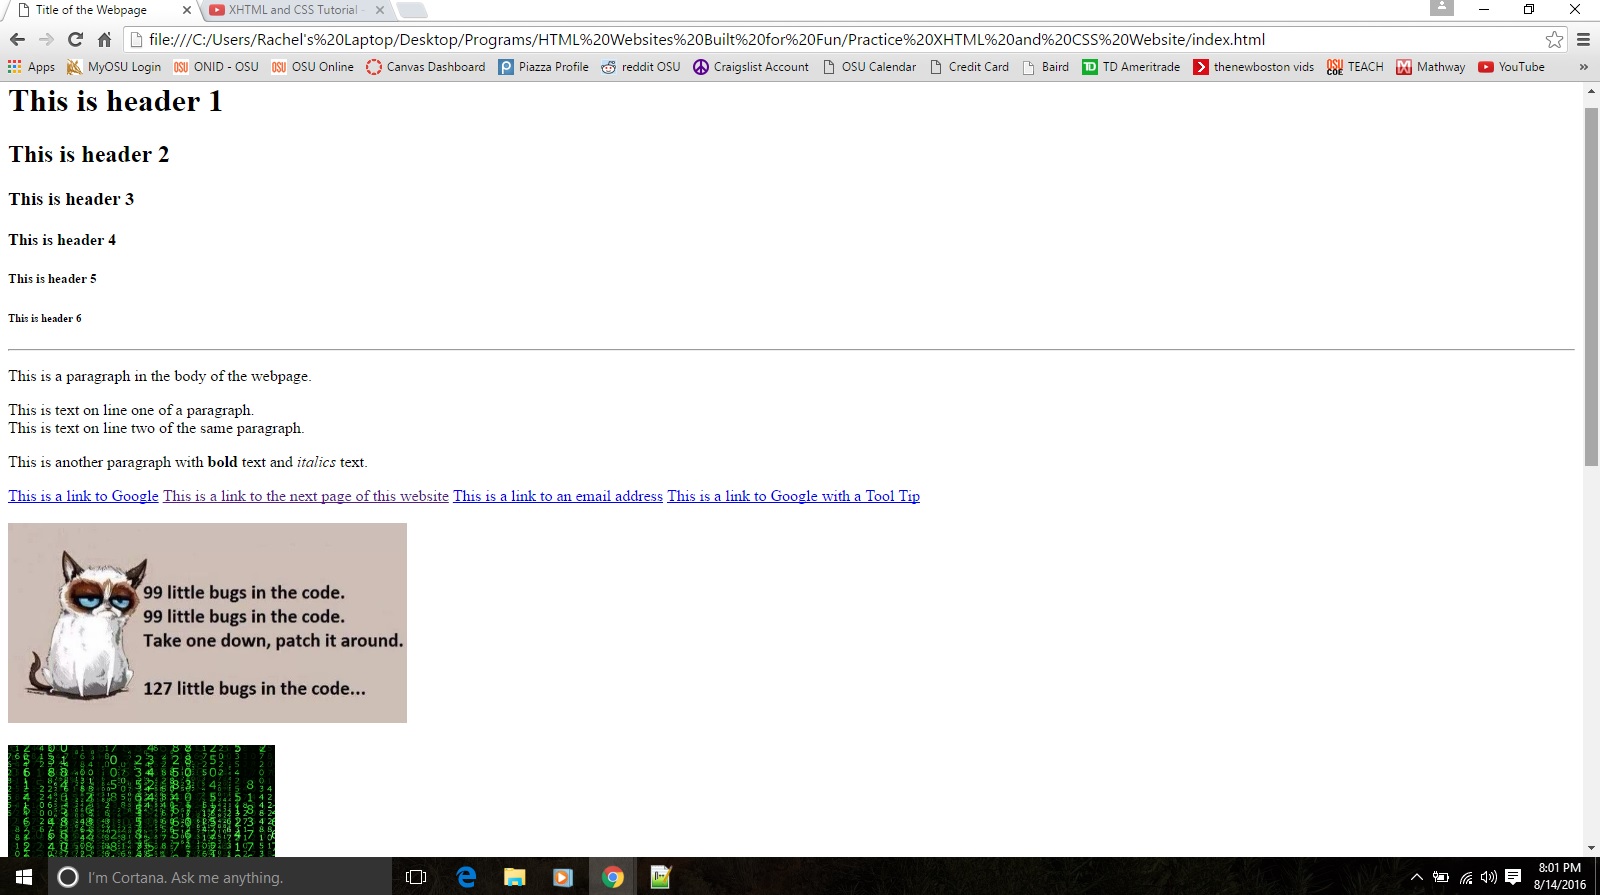 Title of the Webpage
XHTML and CSS Tutorial -
file:///C:/Users/Rachel's%20Laptop/Desktop/Programs/HTML%20Websites%20Built%20for%20Fun/Practice%20XHTML%20and%20CSS%20Website/index.html
Apps MyOSU Login ONID - OSU OSU Online Canvas Dashboard Piazza Profile reddit OSU Craigslist Account OSU Calendar Credit Card Baird TD Ameritrade thenewboston vids TEACH Mathway YouTube »
This is header 1
This is header 2
This is header 3
This is header 4
This is header 5
This is header 6
This is a paragraph in the body of the webpage.
This is text on line one of a paragraph.
This is text on line two of the same paragraph.
This is another paragraph with bold text and italics text.
This is a link to Google This is a link to the next page of this website This is a link to an email address This is a link to Google with a Tool Tip
99 little bugs in the code.
99 little bugs in the code.
Take one down, patch it around.
127 little bugs in the code...
I'm Cortana. Ask me anything.
8:01 PM
8/14/2016